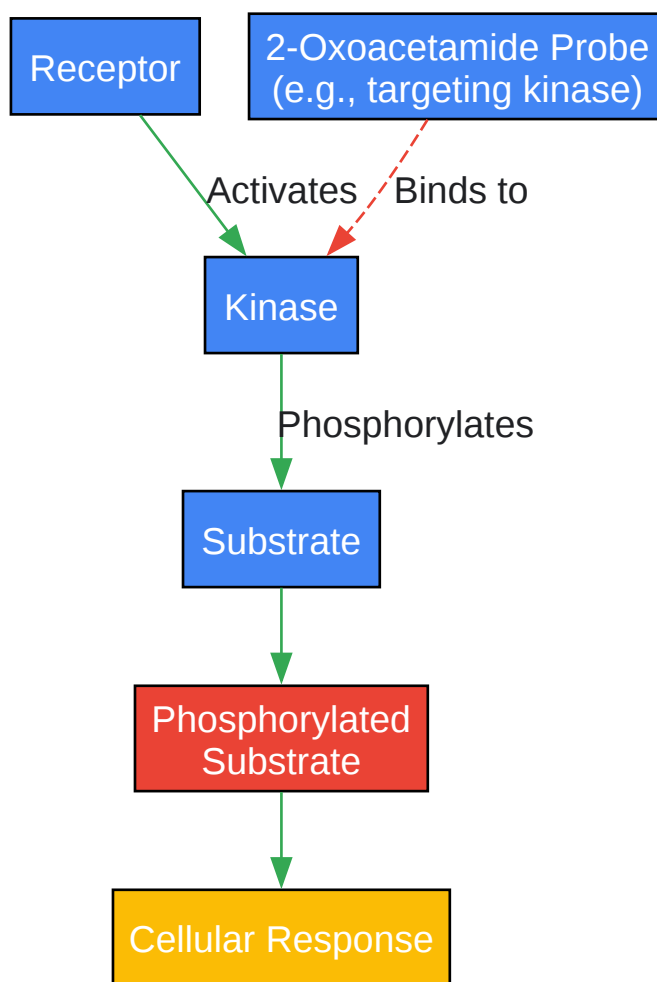 Receptor
2-Oxoacetamide Probe
(e.g., targeting kinase)
Activates
Binds to
Kinase
Phosphorylates
Substrate
Phosphorylated
Substrate
Cellular Response